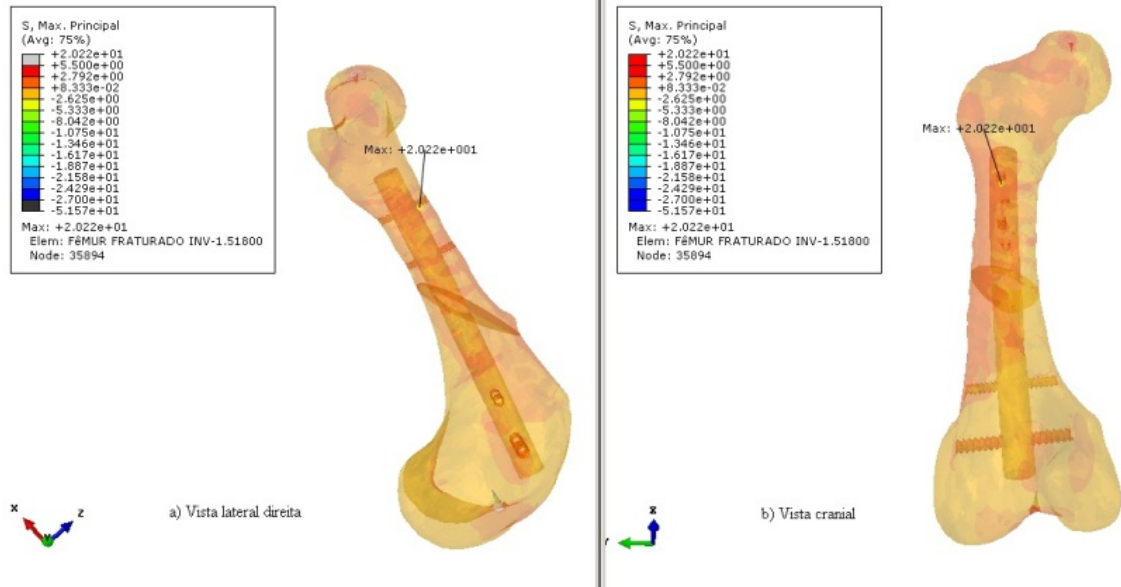 S, Max. Principal
(Avg: 75%)
+2.022e+01
+5.500e+00
+2.792e+00
+8.333e-02
-2.625e+00
-5.333e+00
-8.042e+00
-1.075e+01
-1.346e+01
-1.617e+01
-1.887e+01
-2.158e+01
-2.429e+01
-2.700e+01
-5.157e+01
Max: +2.022e+01
Elem: FêMUR FRATURADO INV-1.51800
Node: 35894
Max: +2.022e+001
X
Z
Y
a) Vista lateral direita
S, Max. Principal
(Avg: 75%)
+2.022e+01
+5.500e+00
+2.792e+00
+8.333e-02
-2.625e+00
-5.333e+00
-8.042e+00
-1.075e+01
-1.346e+01
-1.617e+01
-1.887e+01
-2.158e+01
-2.429e+01
-2.700e+01
-5.157e+01
Max: +2.022e+01
Elem: FêMUR FRATURADO INV-1.51800
Node: 35894
Max: +2.022e+001
b) Vista cranial